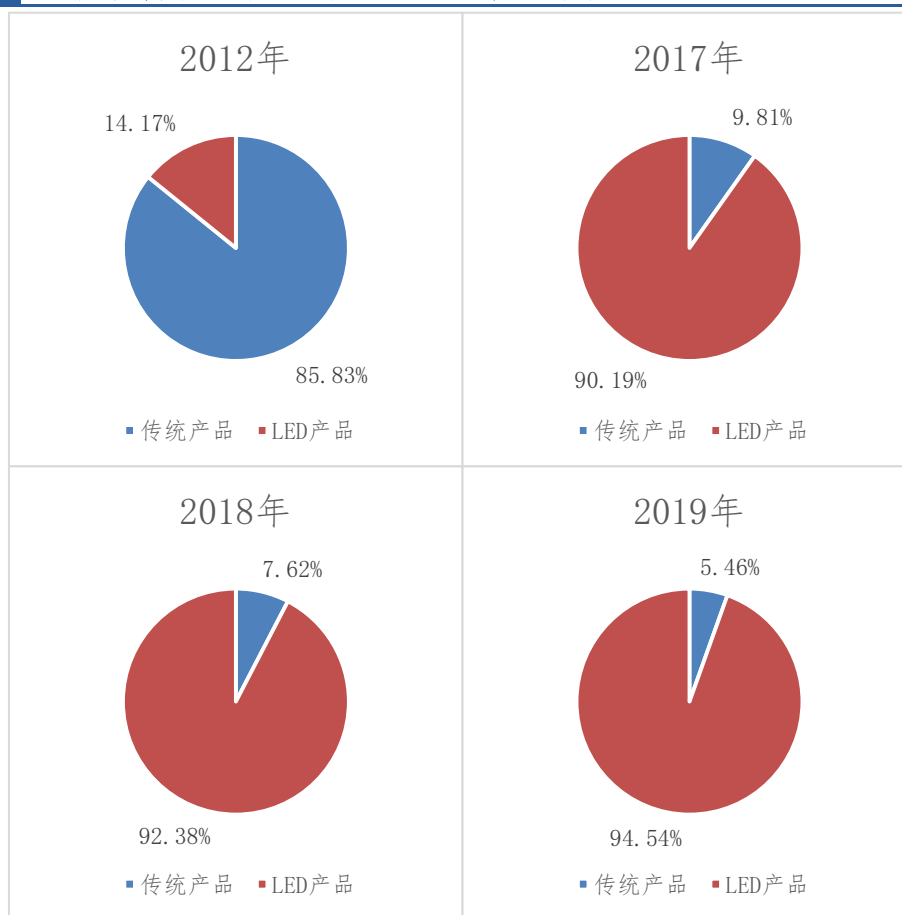 2012年
14.17%
85.83%
传统产品 LED产品
2017年
9.81%
90.19%
传统产品 LED产品
2018年
7.62%
92.38%
传统产品 LED产品
2019年
5.46%
94.54%
传统产品 LED产品